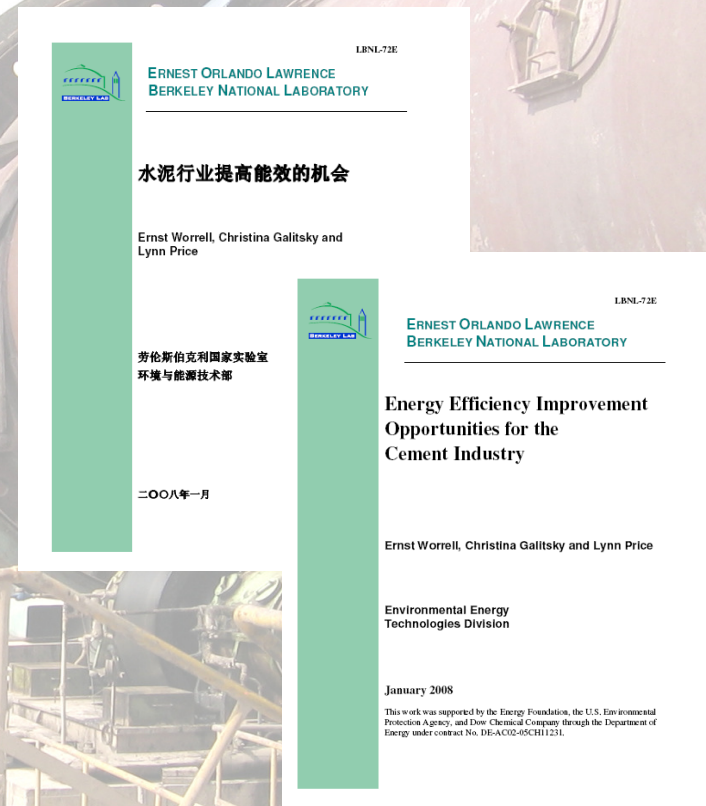 LBNL-72E
BERKELEY LAB
ERNEST ORLANDO LAWRENCE
BERKELEY NATIONAL LABORATORY
水泥行业提高能效的机会
Ernst Worrell, Christina Galitsky and
Lynn Price
劳伦斯伯克利国家实验室
环境与能源技术部
二〇〇八年一月
LBNL-72E
BERKELEY LAB
ERNEST ORLANDO LAWRENCE
BERKELEY NATIONAL LABORATORY
Energy Efficiency Improvement
Opportunities for the
Cement Industry
Ernst Worrell, Christina Galitsky and Lynn Price
Environmental Energy
Technologies Division
January 2008
This work was supported by the Energy Foundation, the U.S. Environmental
Protection Agency, and Dow Chemical Company through the Department of
Energy under contract No. DE-AC02-05CH11231.